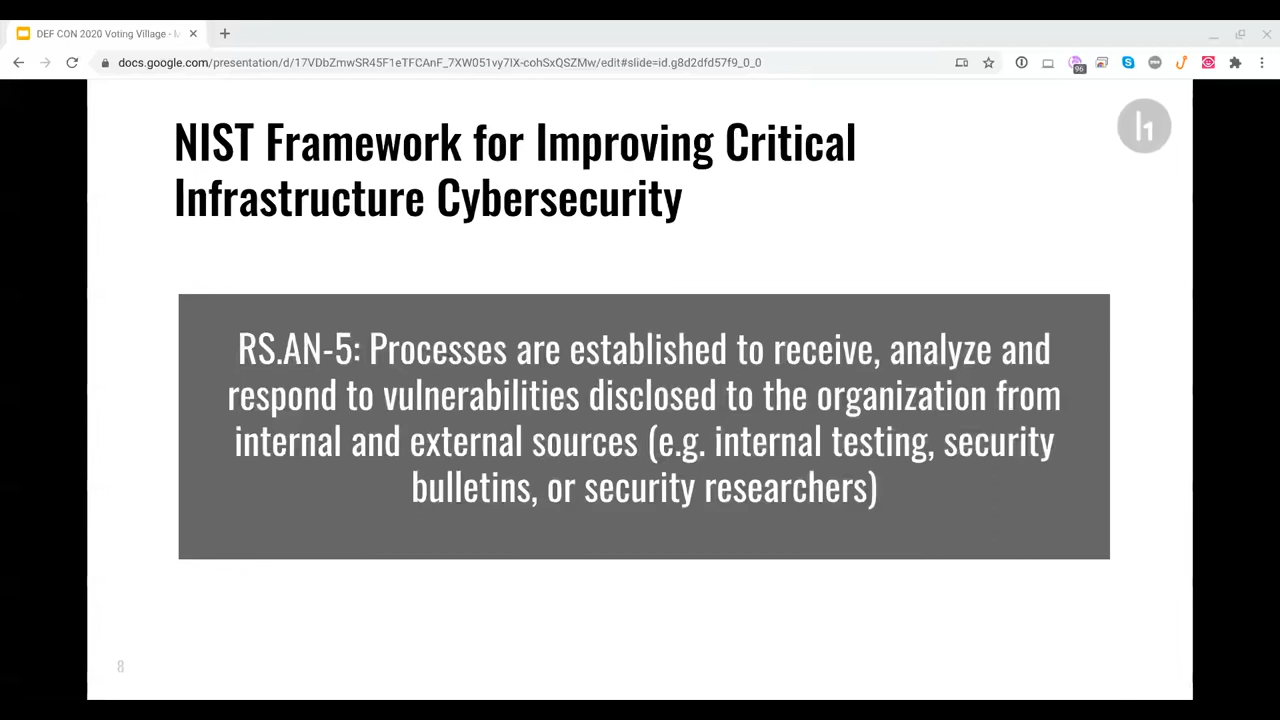 DEF CON 2020 Voting Village -
docs.google.com/presentation/d/17VDbZmwSR45F1eTFCAnF_7XW051vy7IX-cohSxQSZMw/edit#slide=id.g8d2dfd57f9_0_0
96
h1
NIST Framework for Improving Critical
Infrastructure Cybersecurity
RS.AN-5: Processes are established to receive, analyze and
respond to vulnerabilities disclosed to the organization from
internal and external sources (e.g. internal testing, security
bulletins, or security researchers)
8